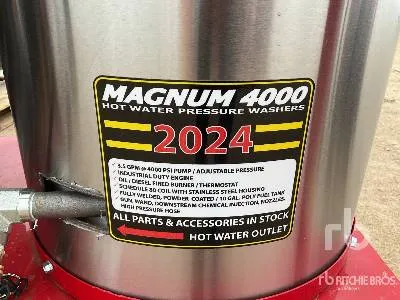 MAGNUM 4000
HOT WATER PRESSURE WASHERS
2024
✓ 3.5 GPM @ 4000 PSI PUMP / ADJUSTABLE PRESSURE
✓ INDUSTRIAL DUTY ENGINE
✓ OIL / DIESEL FIRED BURNER / THERMOSTAT
✓ SCHEDULE 80 COIL WITH STAINLESS STEEL HOUSING
✓ FULLY WELDED, POWDER COATED / 10 GAL. POLY FUEL TANK
✓ GUN, WAND, DOWNSTREAM CHEMICAL INJECTION, NOZZLES,
HIGH PRESSURE HOSE
ALL PARTS & ACCESSORIES IN STOCK
HOT WATER OUTLET
rb
RITCHIE BROS.